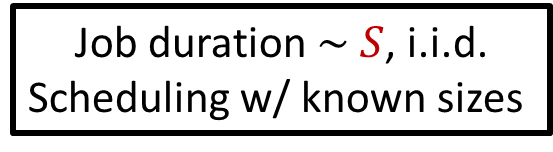 Job duration ~ S, i.i.d.
Scheduling w/ known sizes